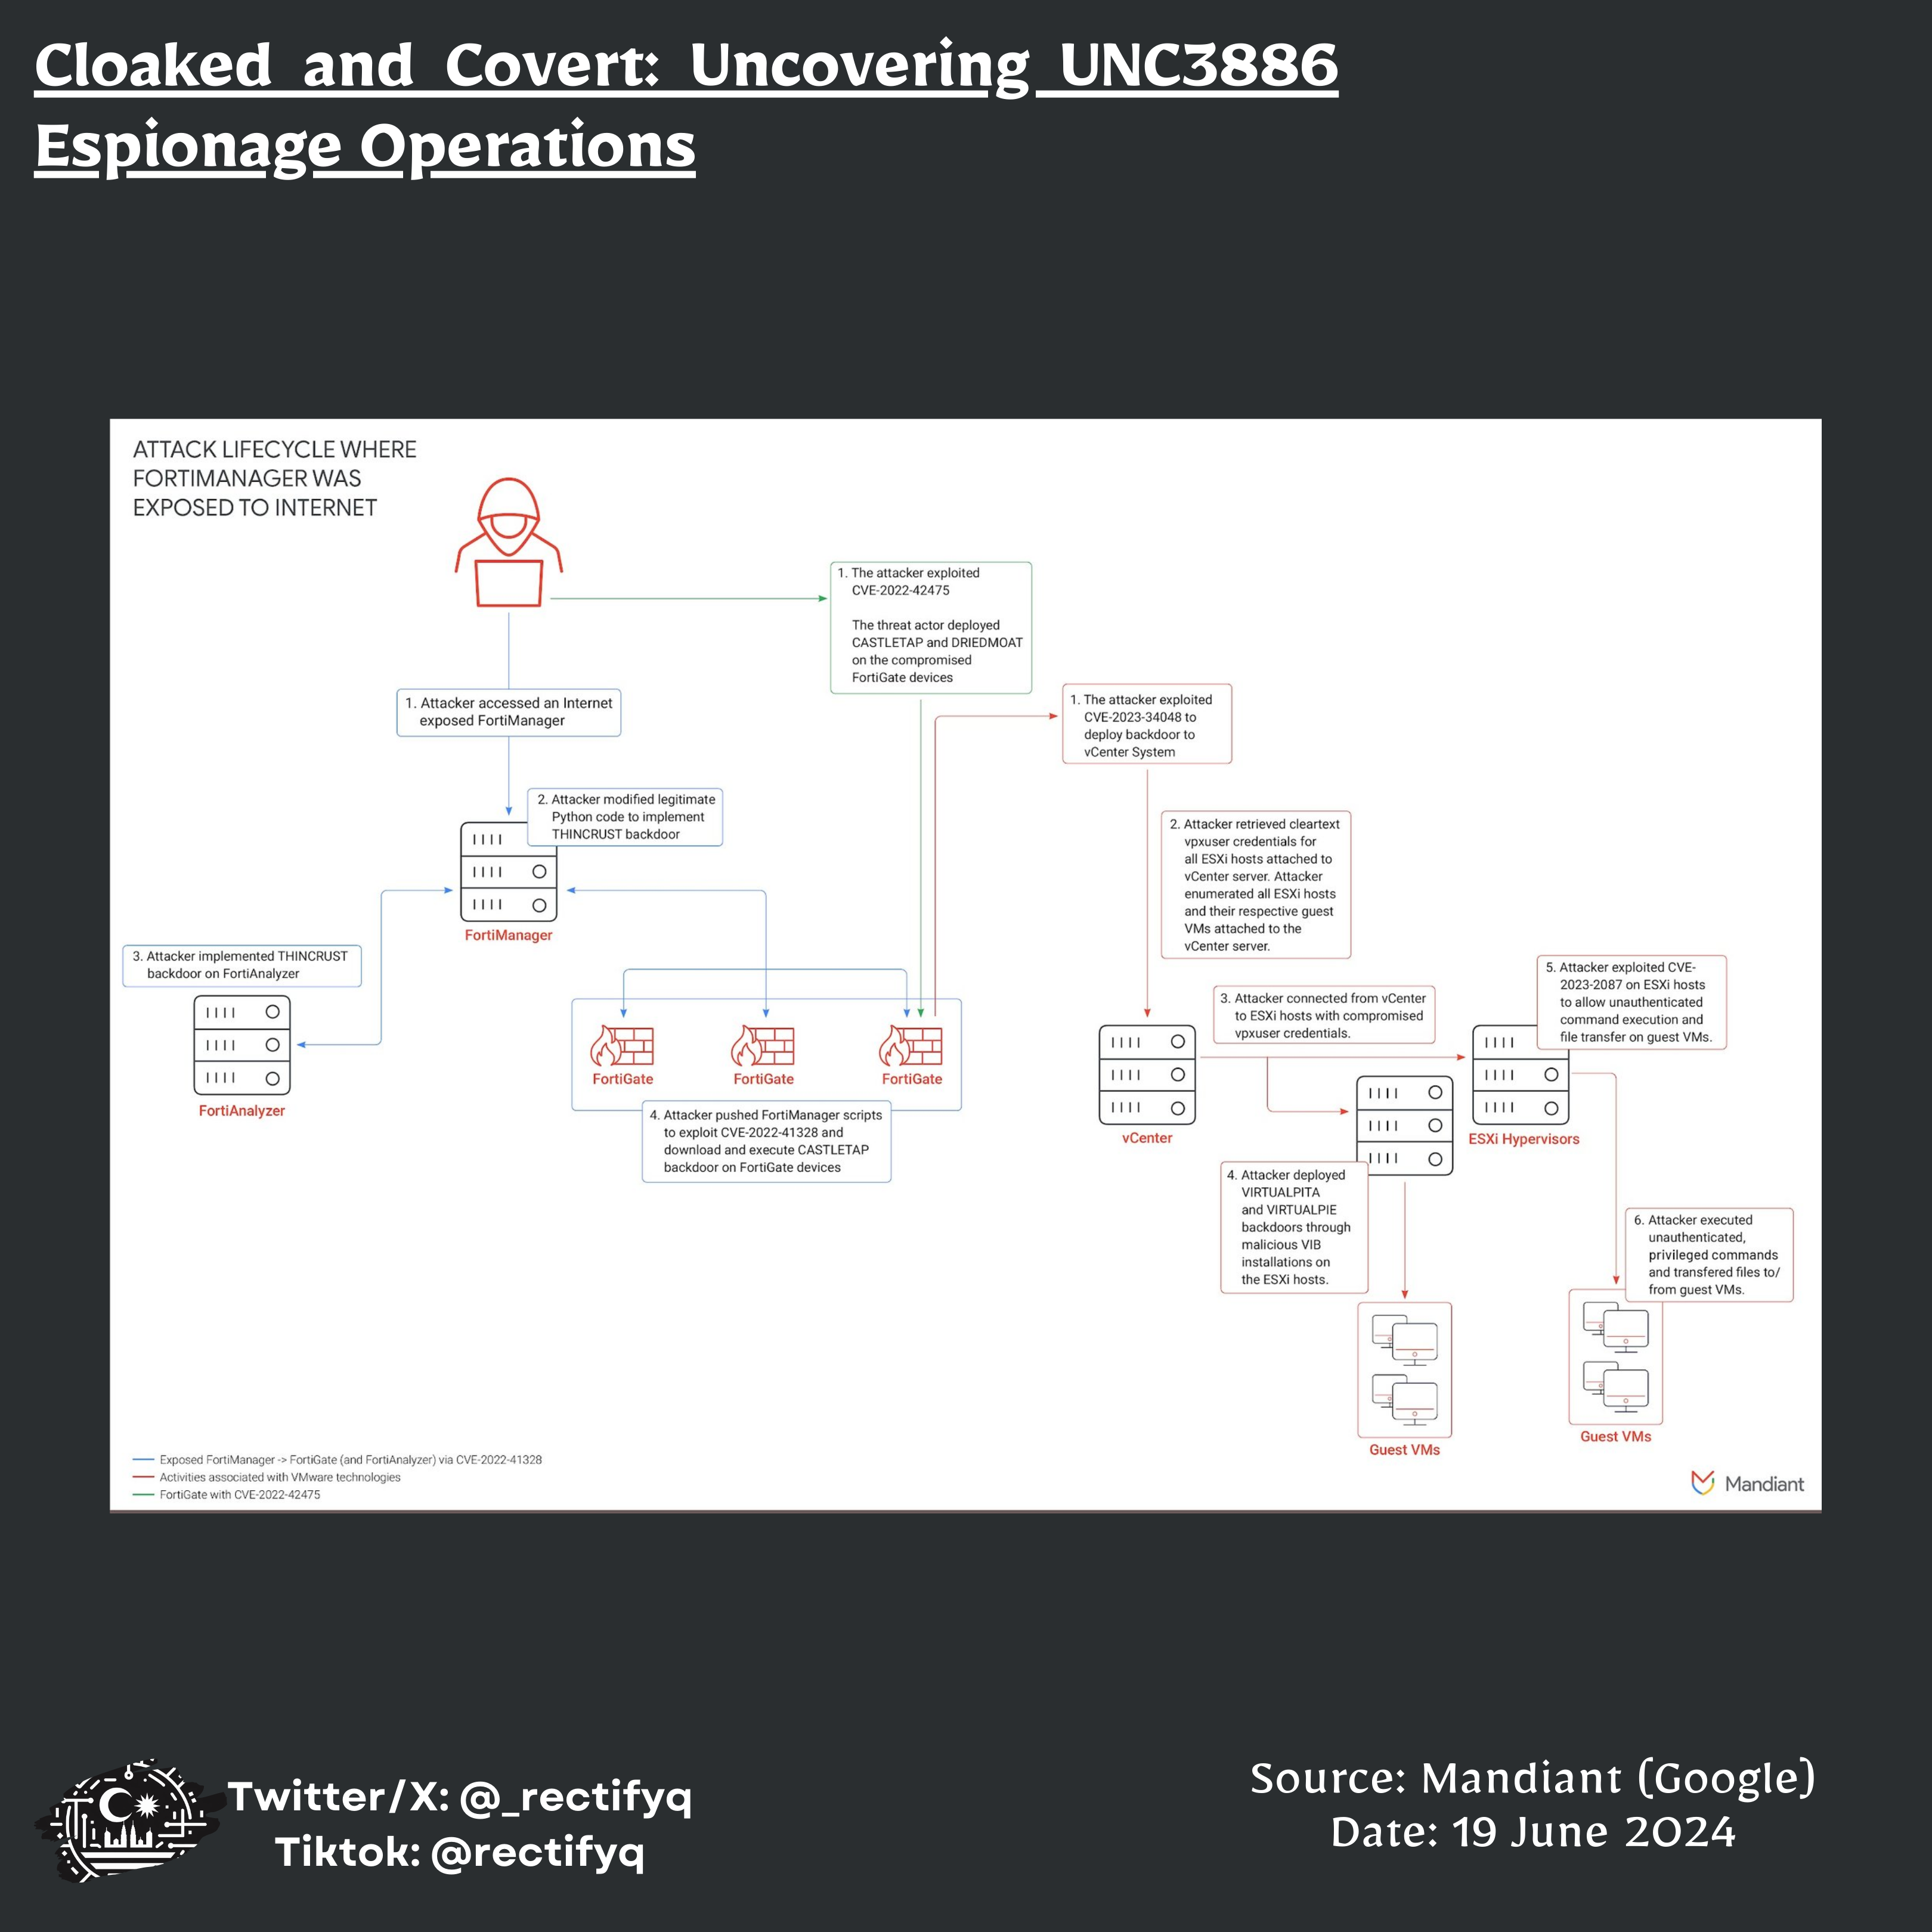 Cloaked and Covert: Uncovering UNC3886
Espionage Operations
ATTACK LIFECYCLE WHERE
FORTIMANAGER WAS
EXPOSED TO INTERNET
1. The attacker exploited
CVE-2022-42475
The threat actor deployed
CASTLETAP and DRIEDMOAT
on the compromised
FortiGate devices
1. Attacker accessed an Internet
exposed FortiManager
1. The attacker exploited
CVE-2023-34048 to
deploy backdoor to
vCenter System
2. Attacker modified legitimate
Python code to implement
THINCRUST backdoor
FortiManager
2. Attacker retrieved cleartext
vpxuser credentials for
all ESXi hosts attached to
vCenter server. Attacker
enumerated all ESXi hosts
and their respective guest
VMs attached to the
vCenter server.
3. Attacker implemented THINCRUST
backdoor on FortiAnalyzer
FortiAnalyzer
FortiGate
FortiGate
FortiGate
4. Attacker pushed FortiManager scripts
to exploit CVE-2022-41328 and
download and execute CASTLETAP
backdoor on FortiGate devices
3. Attacker connected from vCenter
to ESXi hosts with compromised
vpxuser credentials.
5. Attacker exploited CVE-
2023-2087 on ESXi hosts
to allow unauthenticated
command execution and
file transfer on guest VMs.
vCenter
ESXi Hypervisors
4. Attacker deployed
VIRTUALPITA
and VIRTUALPIE
backdoors through
malicious VIB
installations on
the ESXi hosts.
6. Attacker executed
unauthenticated,
privileged commands
and transfered files to/
from guest VMs.
Guest VMs
Guest VMs
Exposed FortiManager -> FortiGate (and FortiAnalyzer) via CVE-2022-41328
Activities associated with VMware technologies
FortiGate with CVE-2022-42475
Mandiant
Twitter/X: @_rectifyq
Tiktok: @rectifyq
Source: Mandiant (Google)
Date: 19 June 2024